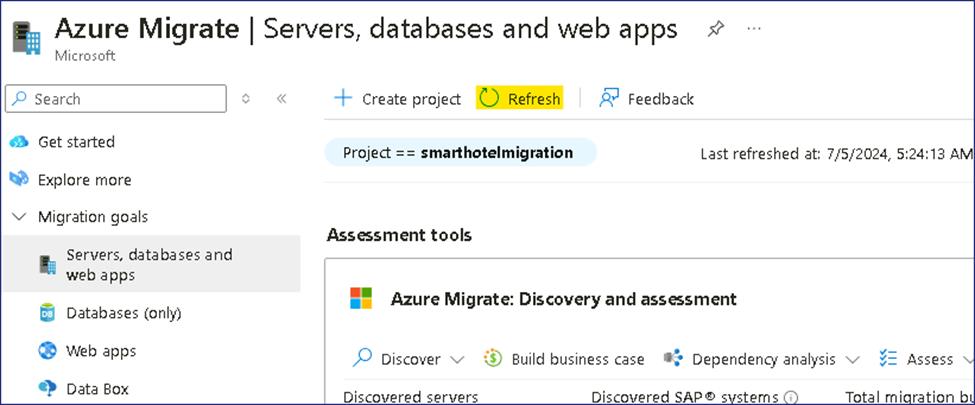 Azure Migrate | Servers, databases and web apps
Microsoft
Search
Create project
Refresh
Feedback
Get started
Project == smarthotelmigration
Last refreshed at: 7/5/2024, 5:24:13 AM
Explore more
Migration goals
Assessment tools
Servers, databases and
web apps
Azure Migrate: Discovery and assessment
Databases (only)
Web apps
Discover
Build business case
Dependency analysis
Assess
Data Box
Discovered servers
Discovered SAP® systems
Total migration